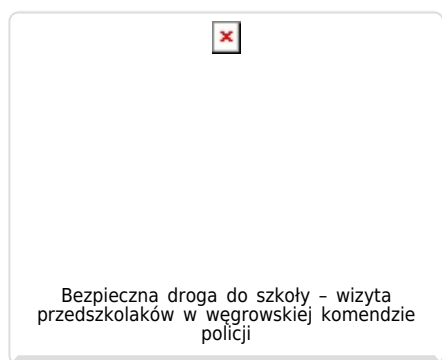 Bezpieczna droga do szkoły – wizyta
przedszkolaków w węgrowskiej komendzie
policji